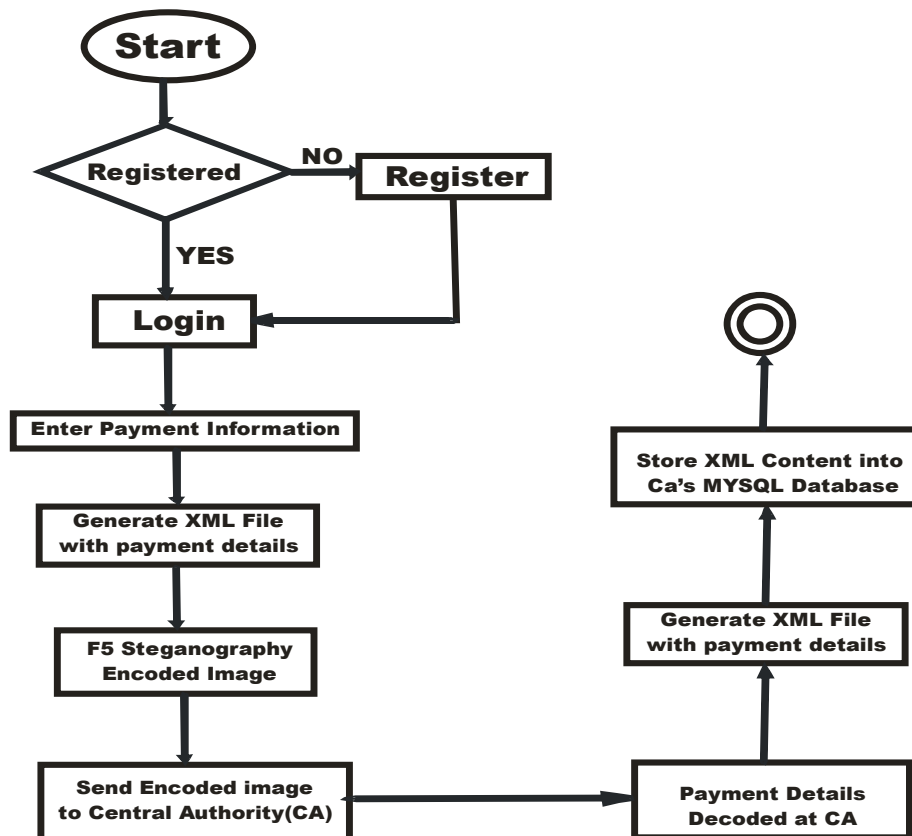 Start
Registered
NO
Register
YES
Login
Enter Payment Information
Generate XML File
with payment details
F5 Steganography
Encoded Image
Send Encoded image
to Central Authority(CA)
Payment Details
Decoded at CA
Generate XML File
with payment details
Store XML Content into
Ca's MYSQL Database